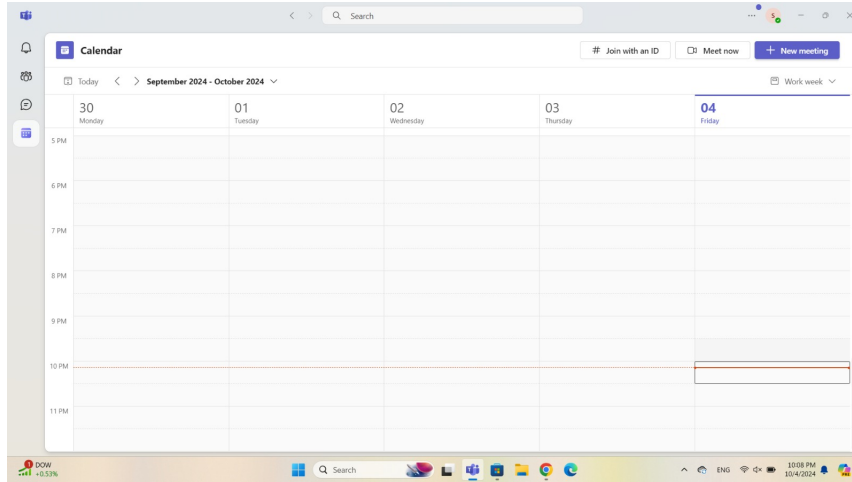 Search
S
Calendar
# Join with an ID
Meet now
+ New meeting
Today
September 2024 - October 2024
Work week
30
Monday
01
Tuesday
02
Wednesday
03
Thursday
04
Friday
5 PM
6 PM
7 PM
8 PM
9 PM
10 PM
11 PM
1
DOW
+0.53%
Search
ENG
10:08 PM
10/4/2024